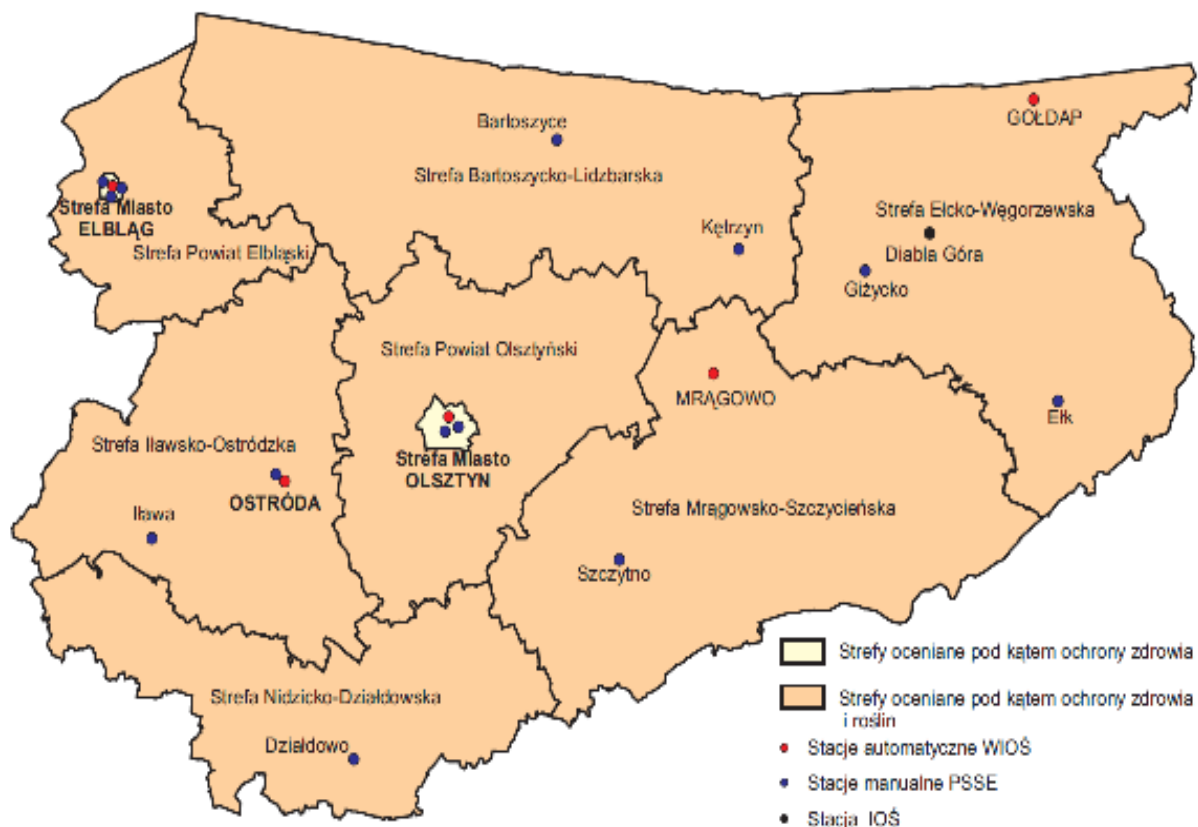 GOŁDAP
Bartoszyce
Strefa Bartoszycko-Lidzbarska
Strefa Miasto
ELBLĄG
Strefa Powiat Elbląski
Kętrzyn
Strefa Ełcko-Węgorzewska
Diabla Góra
Giżycko
Strefa Powiat Olsztyński
MRĄGOWO
Ełk
Strefa Iławsko-Ostródzka
Strefa Miasto
OLSZTYN
OSTRÓDA
Iława
Strefa Mrągowsko-Szczycieńska
Szczytno
Strefa Nidzicko-Działdowska
Działdowo
Strefy oceniane pod kątem ochrony zdrowia
Strefy oceniane pod kątem ochrony zdrowia
i roślin
Stacje automatyczne WIOŚ
Stacje manualne PSSE
Stacja IOŚ